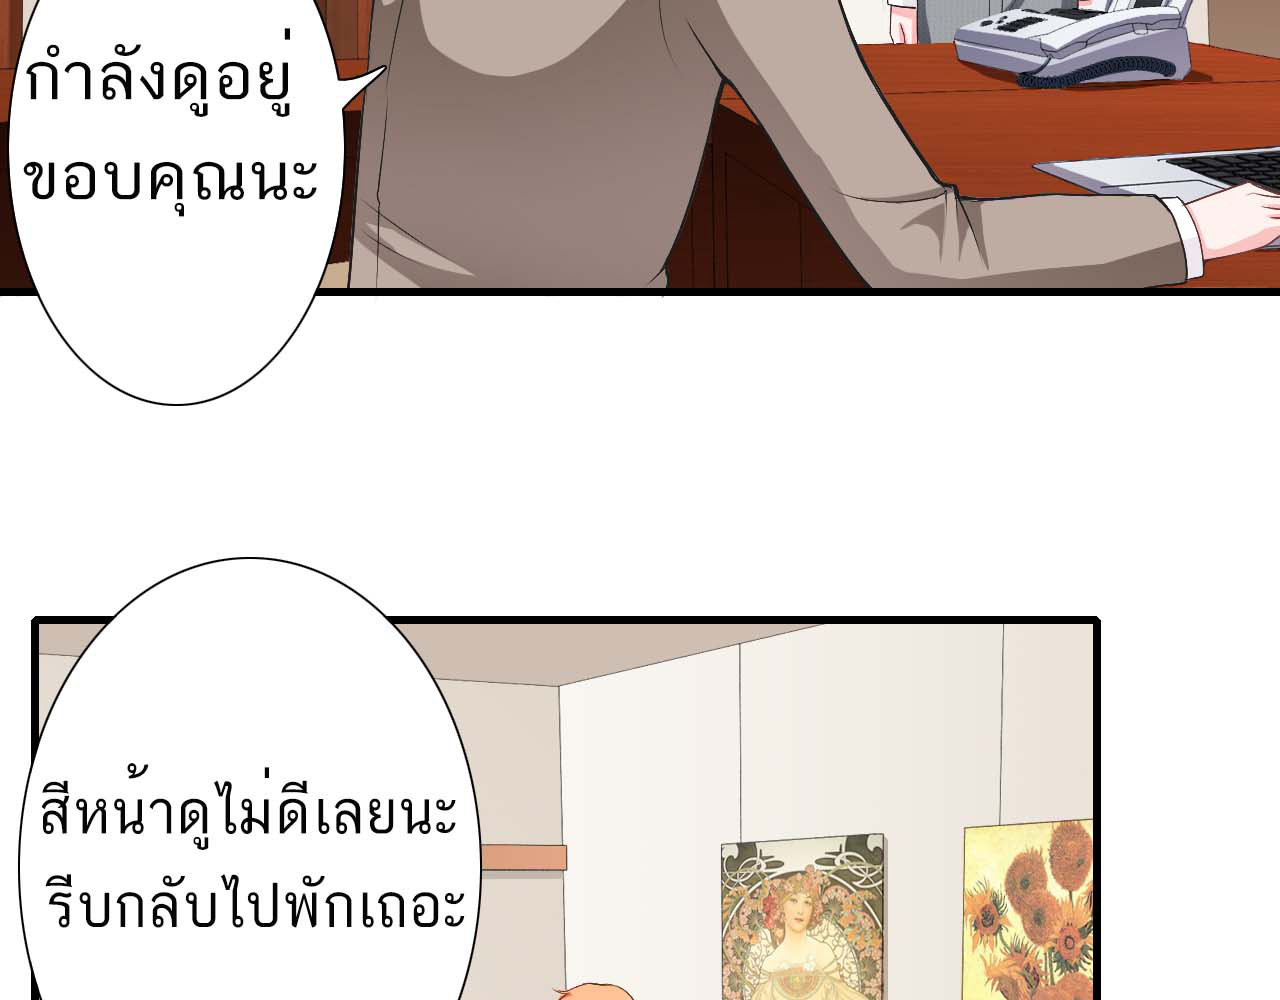 กำลังดูอยู่
ขอบคุณนะ
สีหน้าดูไม่ดีเลยนะ
รีบกลับไปพักเถอะ